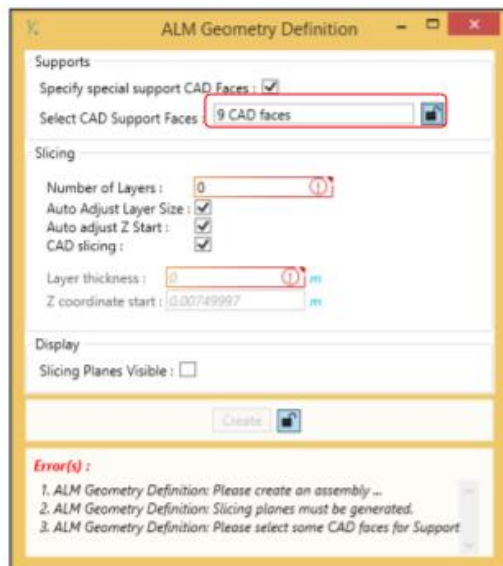 ALM Geometry Definition
Supports
Specify special support CAD Faces :
Select CAD Support Faces : 9 CAD faces
Slicing
Number of Layers : 0
Auto Adjust Layer Size :
Auto adjust Z Start :
CAD slicing :
Layer thickness : 0 m
Z coordinate start : 0.00749997 m
Display
Slicing Planes Visible :
Create
Error(s) :
1. ALM Geometry Definition: Please create an assembly ...
2. ALM Geometry Definition: Slicing planes must be generated.
3. ALM Geometry Definition: Please select some CAD faces for Support